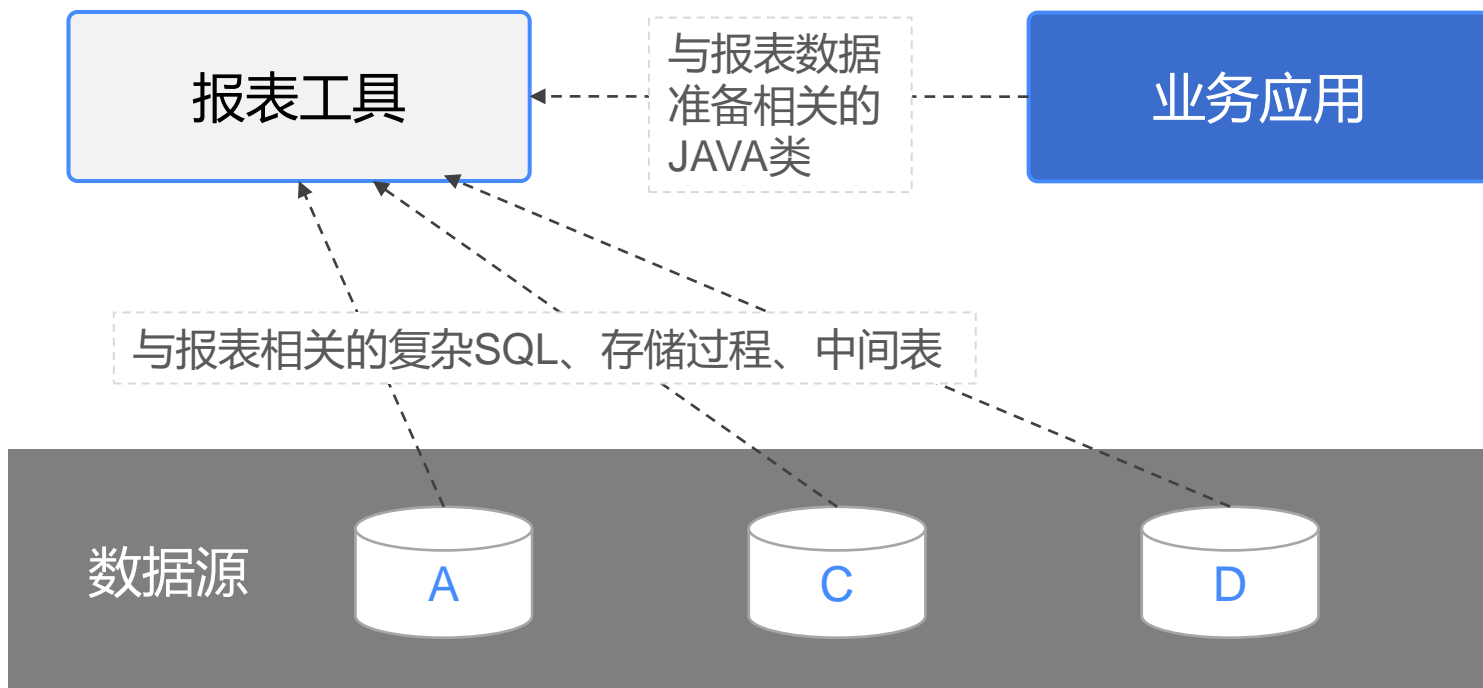 报表工具
与报表数据
准备相关的
JAVA类
业务应用
与报表相关的复杂SQL、存储过程、中间表
数据源
A
C
D